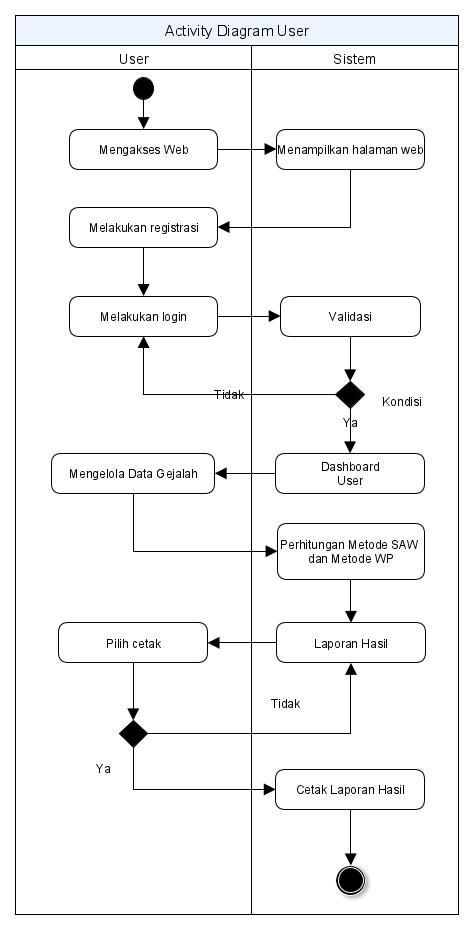 Activity Diagram User
User
Sistem
Mengakses Web
Menampilkan halaman web
Melakukan registrasi
Melakukan login
Validasi
Tidak
Kondisi
Ya
Mengelola Data Gejalah
Dashboard
User
Perhitungan Metode SAW
dan Metode WP
Pilih cetak
Laporan Hasil
Tidak
Ya
Cetak Laporan Hasil